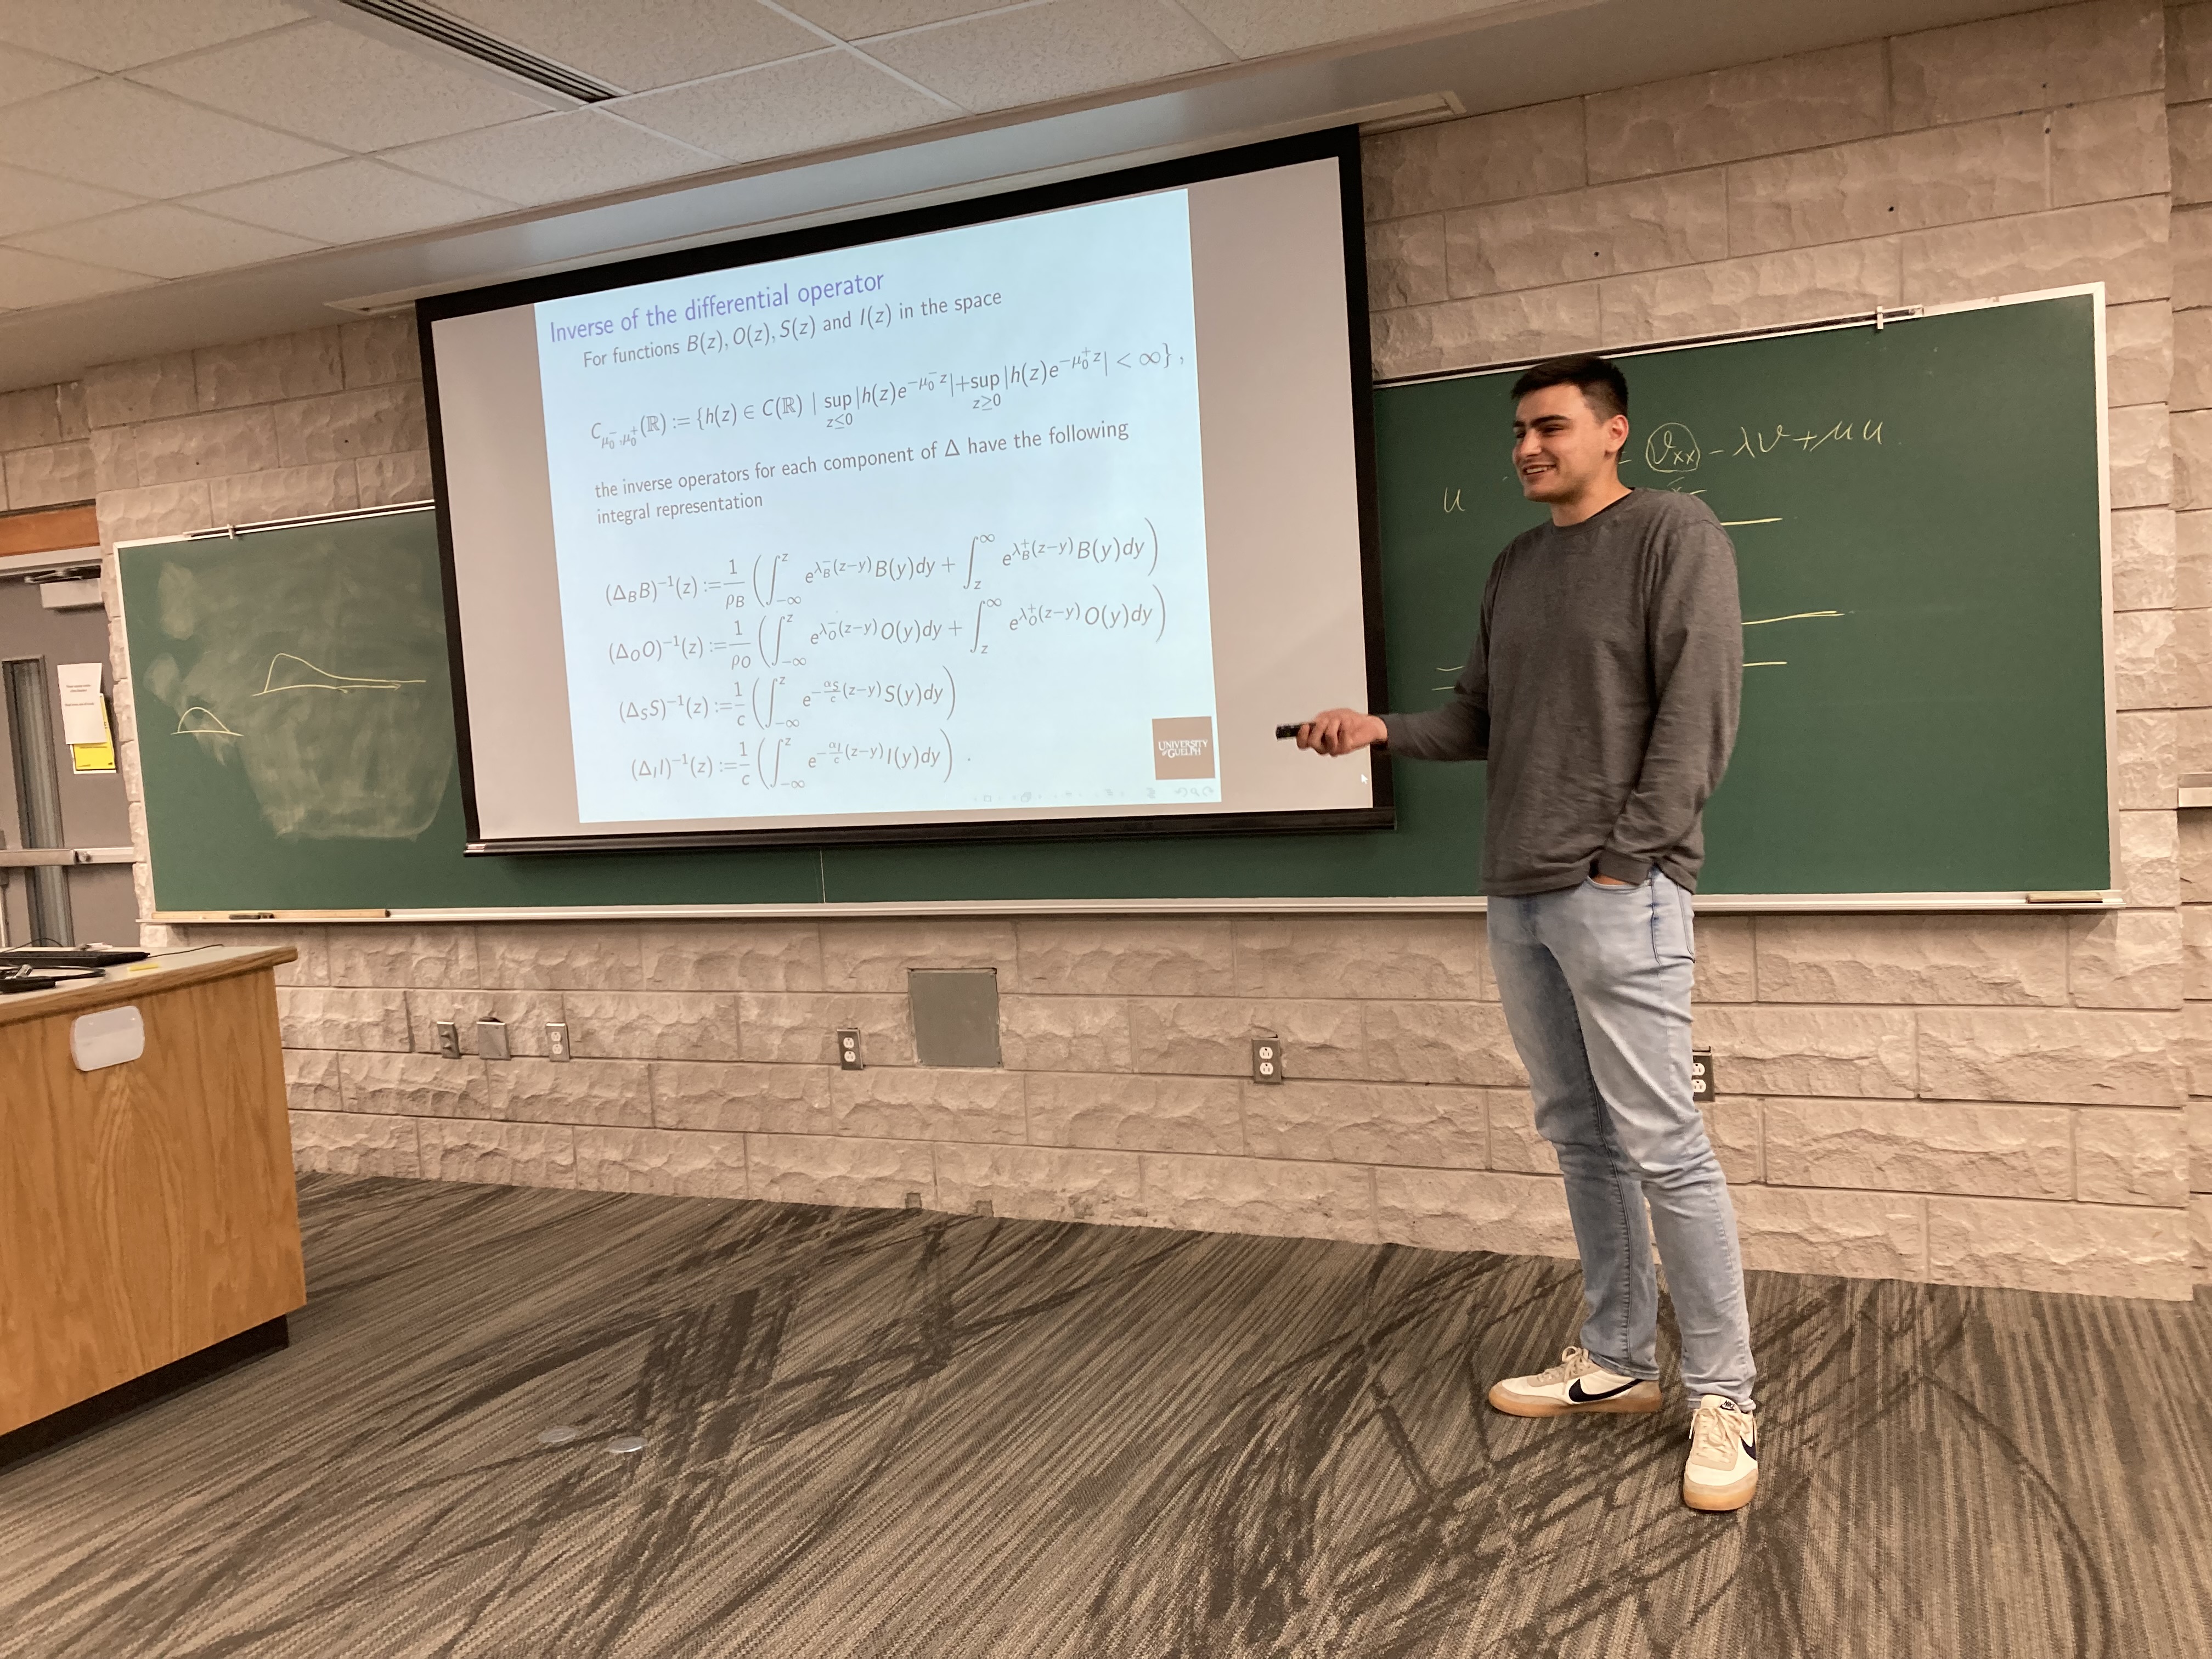 Inverse of the differential operator
For functions B(z), O(z), S(z) and I(z) in the space
C_{μ₀⁻,μ₀⁺}(ℝ) := {h(z) ∈ C(ℝ) | sup_{z≤0} |h(z)e^{−μ₀⁻z}| + sup_{z≥0} |h(z)e^{−μ₀⁺z}| < ∞} ,
the inverse operators for each component of Δ have the following
integral representation
(Δ_B B)⁻¹(z) := 1/ρ_B ( ∫_{−∞}^{z} e^{λ_B⁻(z−y)} B(y)dy + ∫_{z}^{∞} e^{λ_B⁺(z−y)} B(y)dy )
(Δ_O O)⁻¹(z) := 1/ρ_O ( ∫_{−∞}^{z} e^{λ_O⁻(z−y)} O(y)dy + ∫_{z}^{∞} e^{λ_O⁺(z−y)} O(y)dy )
(Δ_S S)⁻¹(z) := 1/c ( ∫_{−∞}^{z} e^{−(α_S/c)(z−y)} S(y)dy )
(Δ_I I)⁻¹(z) := 1/c ( ∫_{−∞}^{z} e^{−(α_I/c)(z−y)} I(y)dy ) .
UNIVERSITY
of GUELPH
= v_{xx} − λv + μu
u